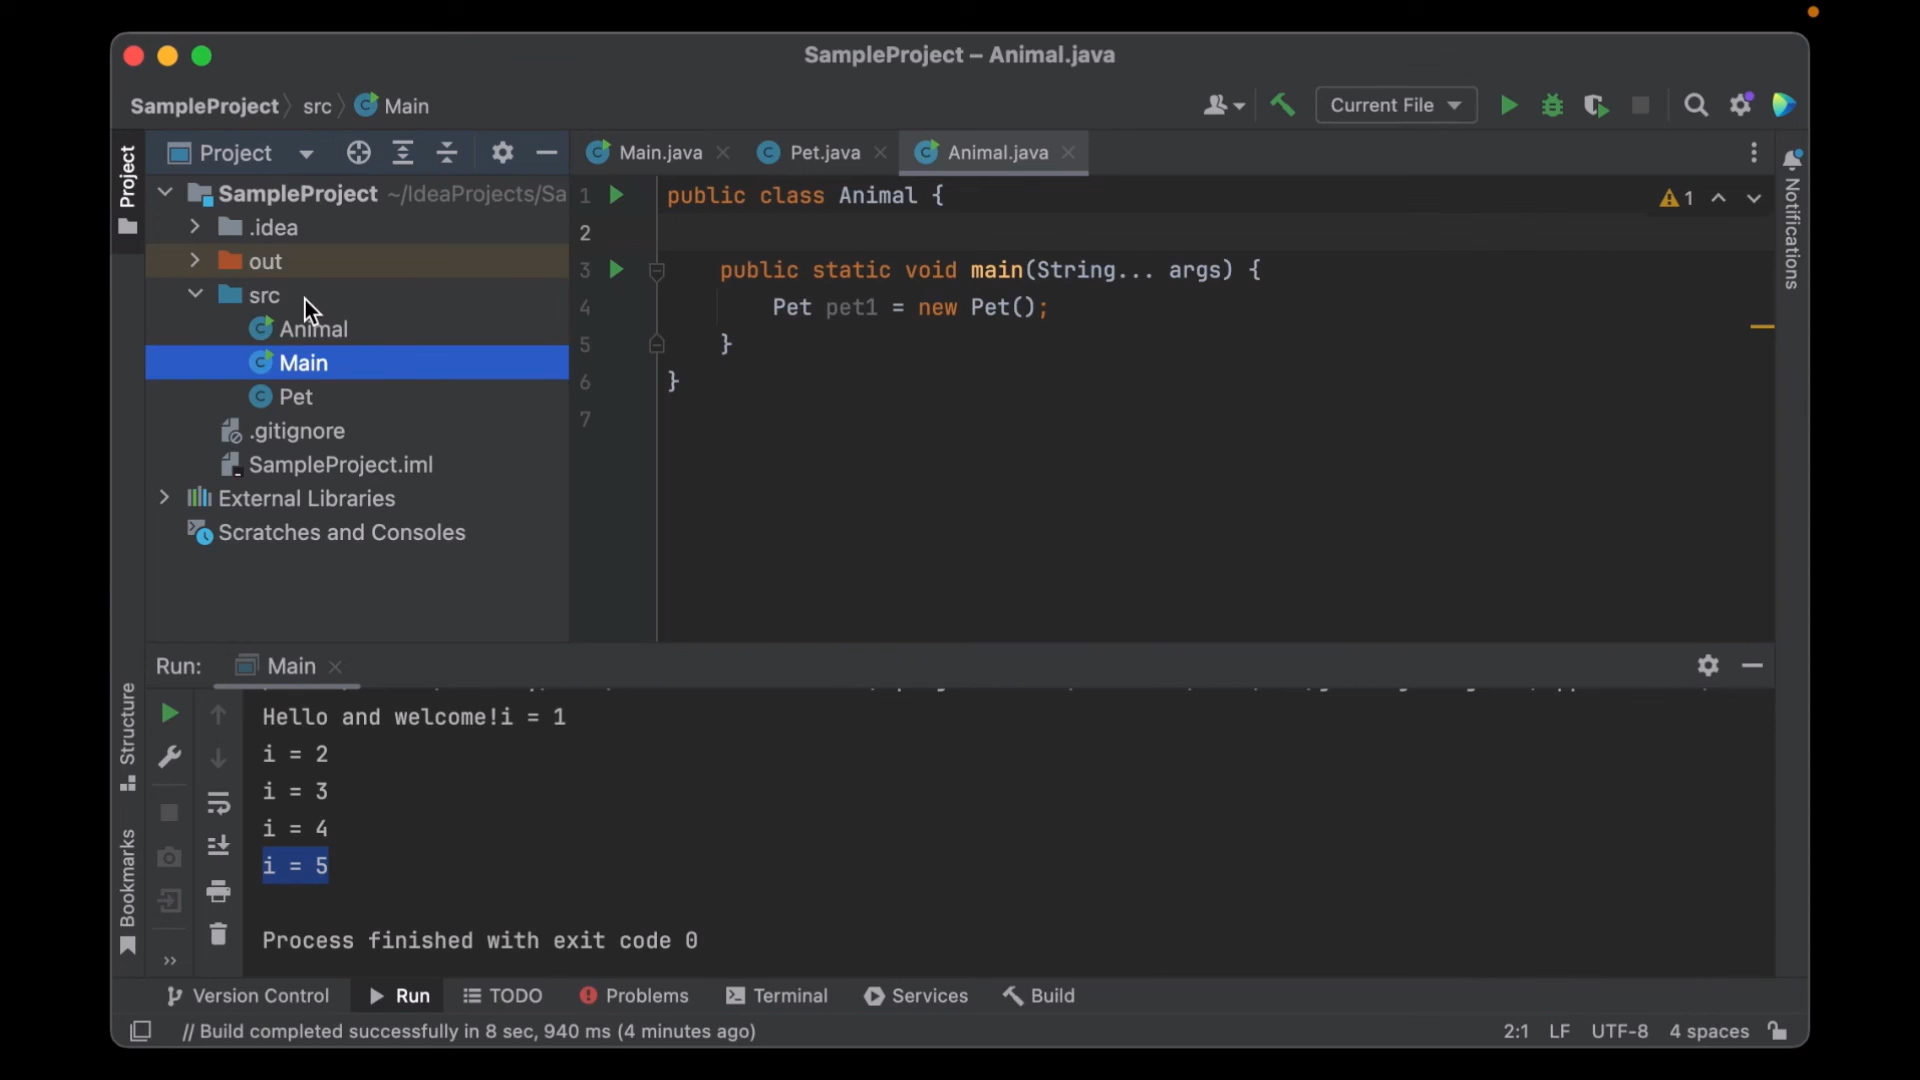 SampleProject – Animal.java
SampleProject src Main
Current File
Project
Project
Main.java
Pet.java
Animal.java
SampleProject ~/IdeaProjects/Sa
.idea
out
src
Animal
Main
Pet
.gitignore
SampleProject.iml
External Libraries
Scratches and Consoles
1 public class Animal {
2
3 public static void main(String... args) {
4 Pet pet1 = new Pet();
5 }
6 }
7
1
Notifications
Run: Main
Hello and welcome!i = 1
i = 2
i = 3
i = 4
i = 5
Process finished with exit code 0
Structure
Bookmarks
Version Control
Run
TODO
Problems
Terminal
Services
Build
// Build completed successfully in 8 sec, 940 ms (4 minutes ago)
2:1 LF UTF-8 4 spaces